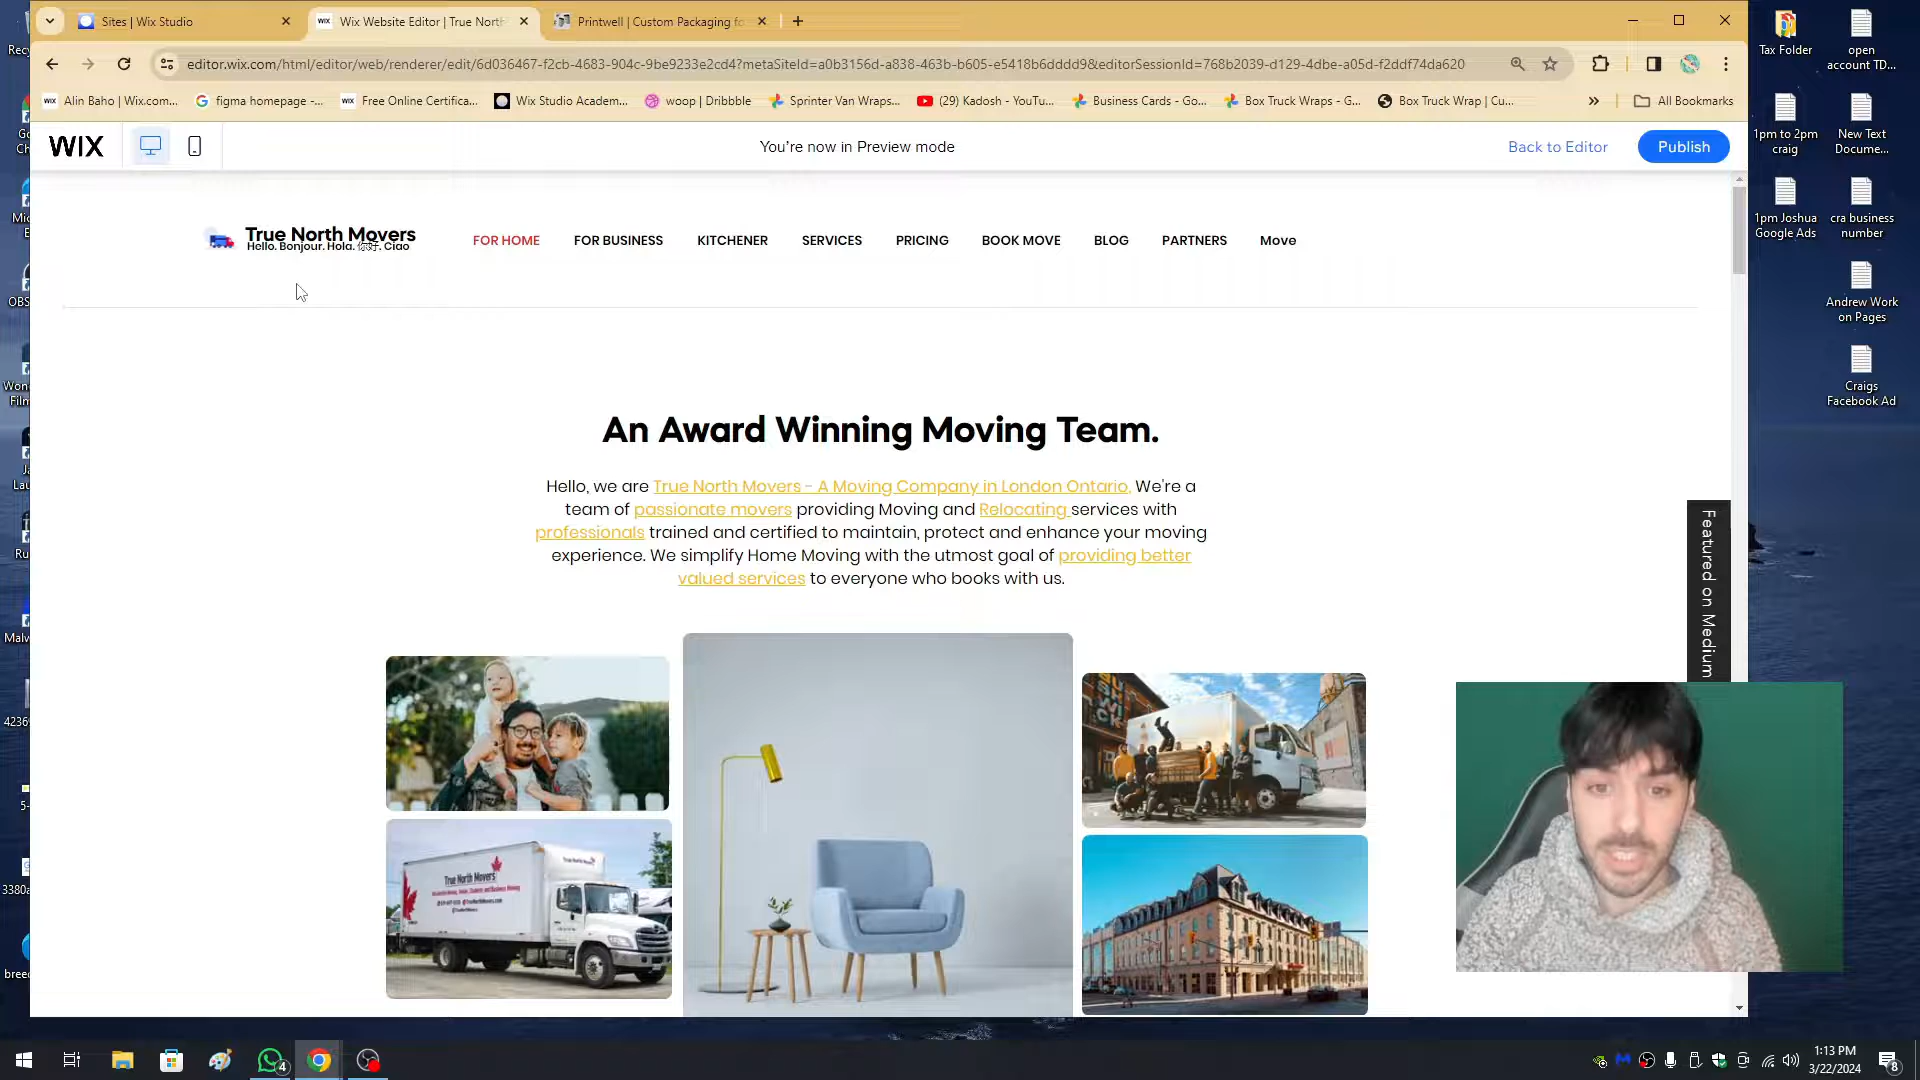 Sites | Wix Studio
Wix Website Editor | True North
Printwell | Custom Packaging fo
editor.wix.com/html/editor/web/renderer/edit/6d036467-f2cb-4683-904c-9be9233e2cd4?metaSiteId=a0b3156d-a838-463b-b605-e5418b6dddd9&editorSessionId=768b2039-d129-4dbe-a05d-f2ddf74da620
Alin Baho | Wix.com...
figma homepage -...
Free Online Certifica...
Wix Studio Academ...
woop | Dribbble
Sprinter Van Wraps...
(29) Kadosh - YouTu...
Business Cards - Go...
Box Truck Wraps - G...
Box Truck Wrap | Cu...
All Bookmarks
WIX
You're now in Preview mode
Back to Editor
Publish
True North Movers
Hello. Bonjour. Hola. 你好. Ciao
FOR HOME
FOR BUSINESS
KITCHENER
SERVICES
PRICING
BOOK MOVE
BLOG
PARTNERS
Move
An Award Winning Moving Team.
Hello, we are True North Movers - A Moving Company in London Ontario. We're a
team of passionate movers providing Moving and Relocating services with
professionals trained and certified to maintain, protect and enhance your moving
experience. We simplify Home Moving with the utmost goal of providing better
valued services to everyone who books with us.
Featured on Medium
True North Movers
Tax Folder
open
account TD...
1pm to 2pm
craig
New Text
Docume...
1pm Joshua
Google Ads
cra business
number
Andrew Work
on Pages
Craigs
Facebook Ad
4
1:13 PM
3/22/2024
8